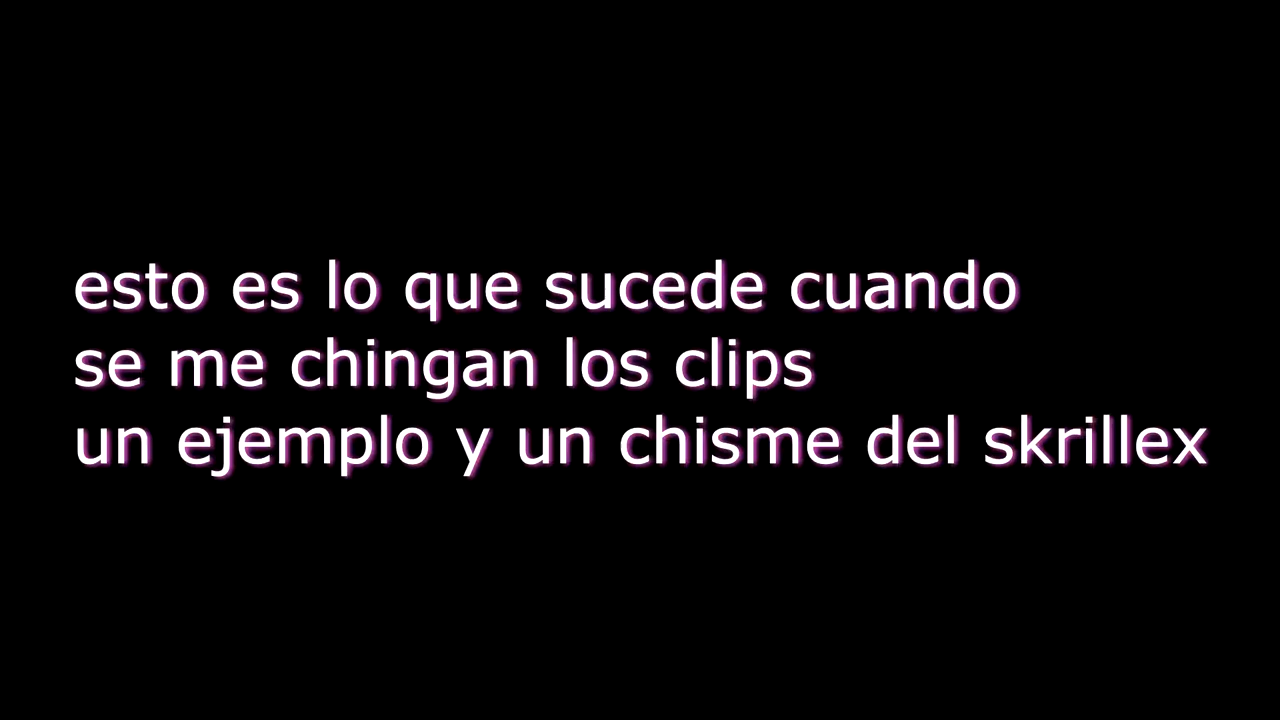 esto es lo que sucede cuando
se me chingan los clips
un ejemplo y un chisme del skrillex